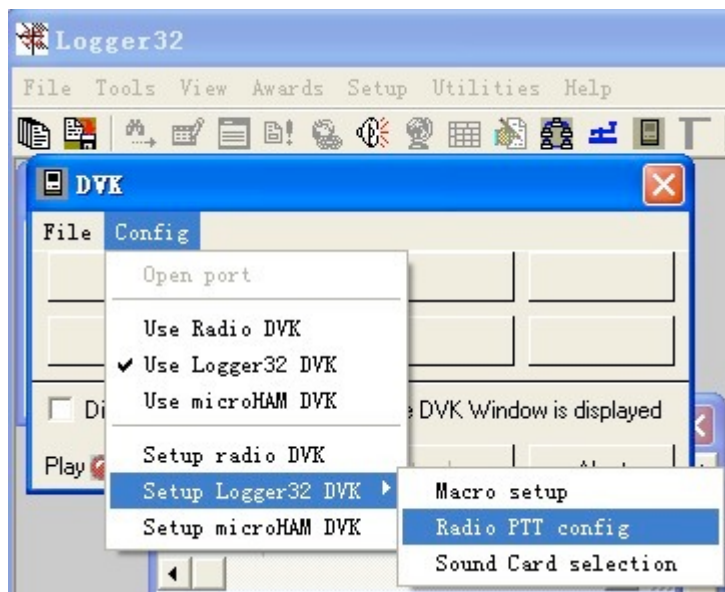 Logger32
File Tools View Awards Setup Utilities Help
DVK
File Config
Open port
Use Radio DVK
Use Logger32 DVK
Use microHAM DVK
Di DVK Window is displayed
Setup radio DVK
Play
Setup Logger32 DVK
Macro setup
Setup microHAM DVK
Radio PTT config
Sound Card selection